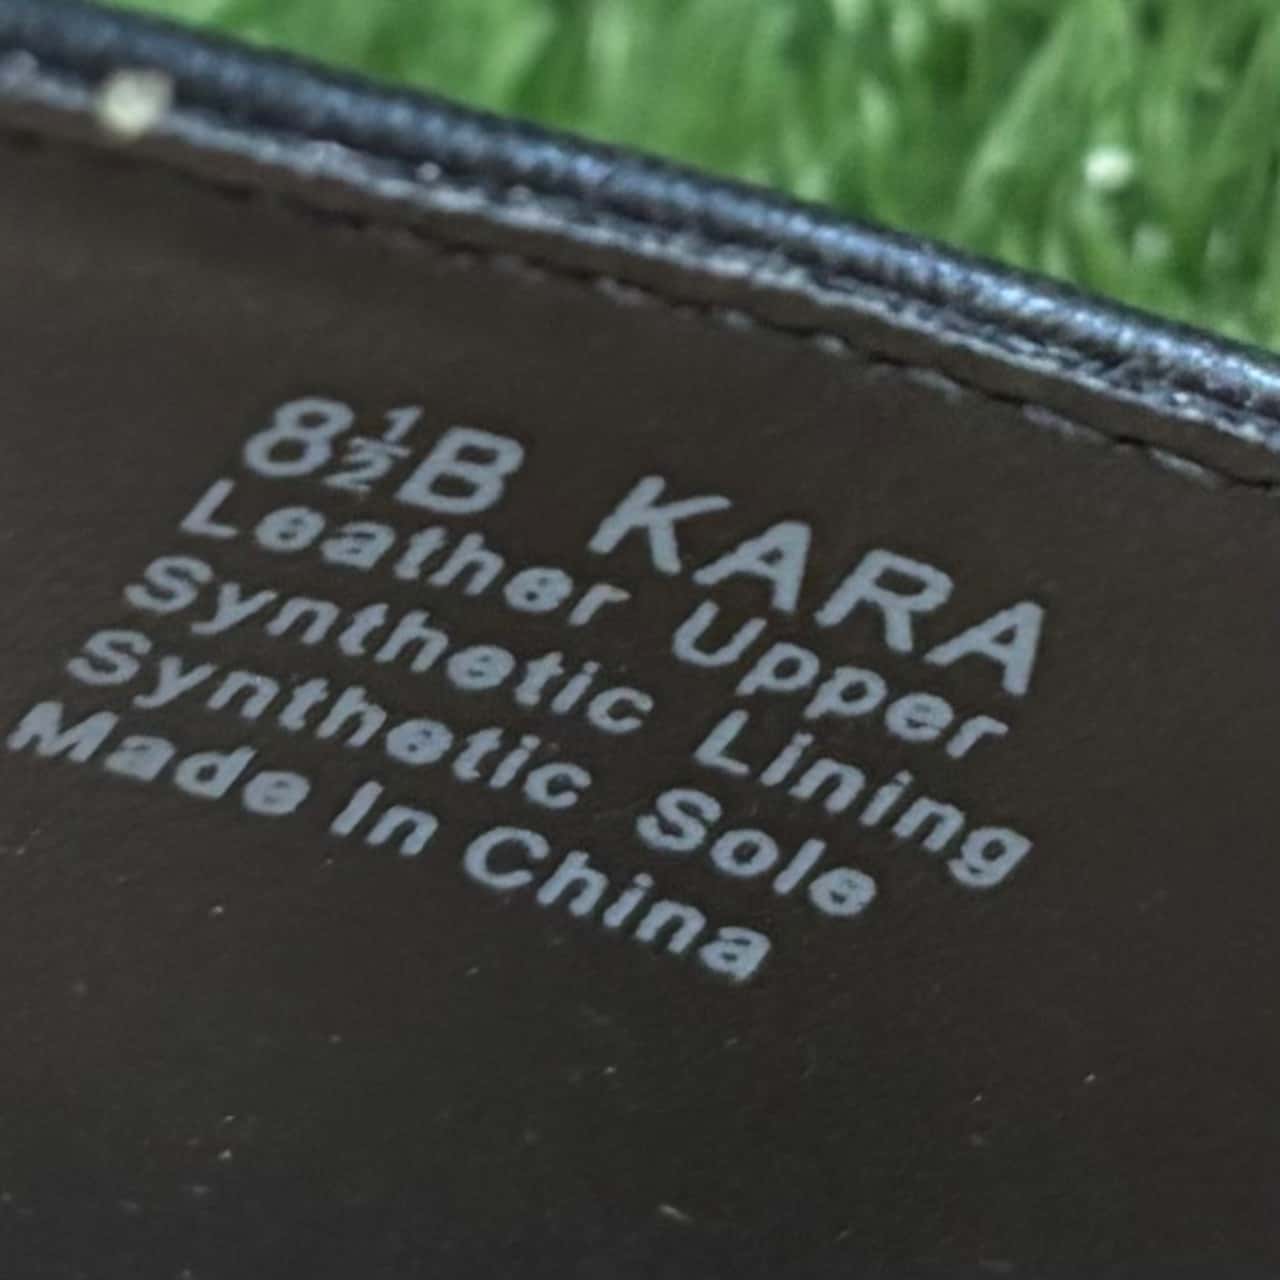 8½B KARA
Leather Upper
Synthetic Lining
Synthetic Sole
Made In China